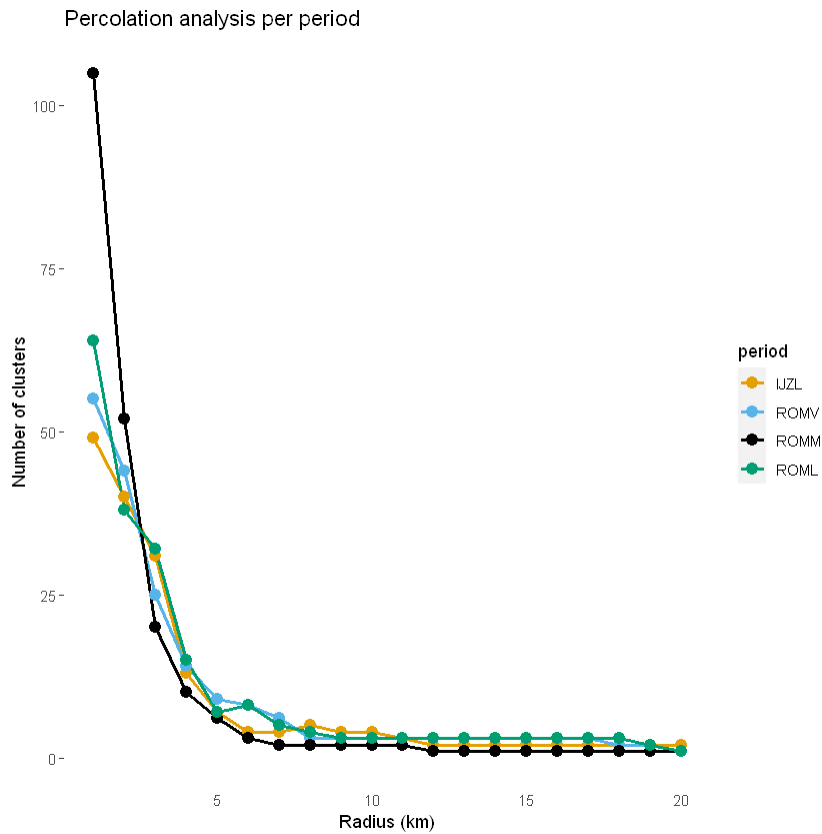 Percolation analysis per period
100
75
50
25
0
Number of clusters
5
10
15
20
Radius (km)
period
IJZL
ROMV
ROMM
ROML